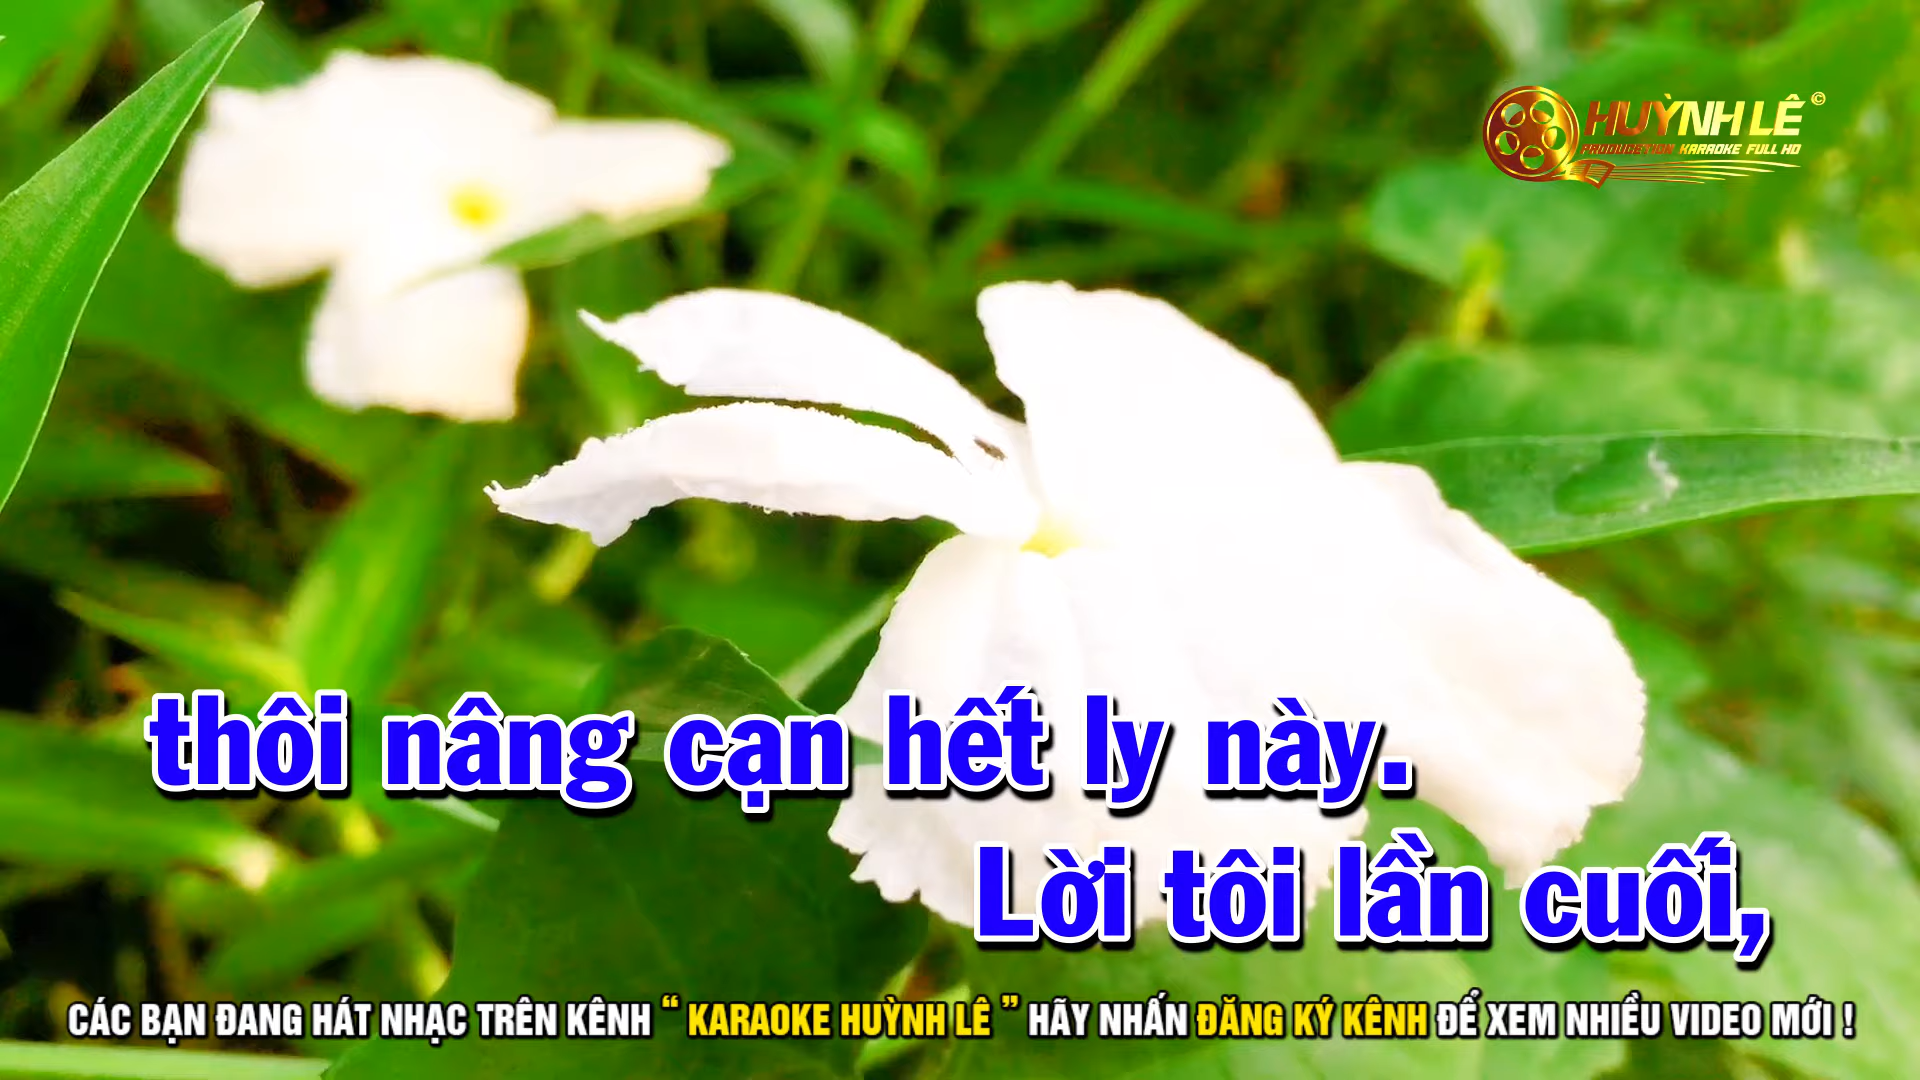 HUỲNH LÊ ©
PRODUCETION KARAOKE FULL HD
thôi nâng cạn hết ly này.
Lời tôi lần cuối,
CÁC BẠN ĐANG HÁT NHẠC TRÊN KÊNH “ KARAOKE HUỲNH LÊ ” HÃY NHẤN ĐĂNG KÝ KÊNH ĐỂ XEM NHIỀU VIDEO MỚI !